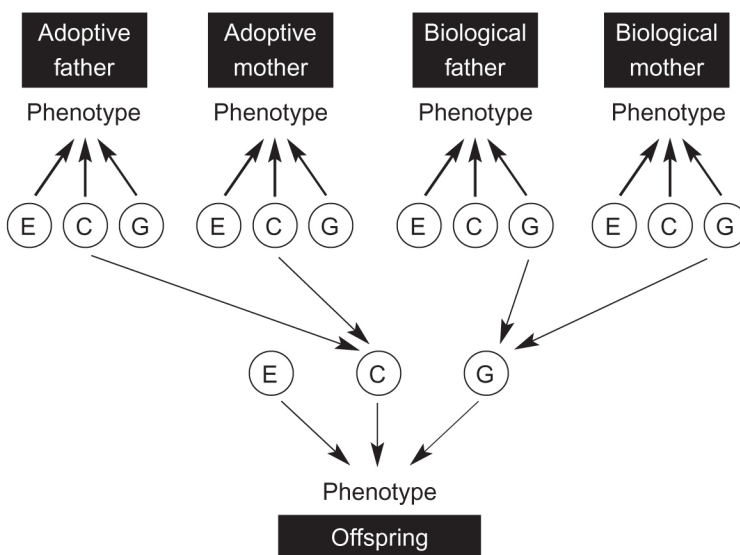 Adoptive father
Adoptive mother
Biological father
Biological mother
Phenotype
Phenotype
Phenotype
Phenotype
E C G
E C G
E C G
E C G
E C G
Phenotype
Offspring